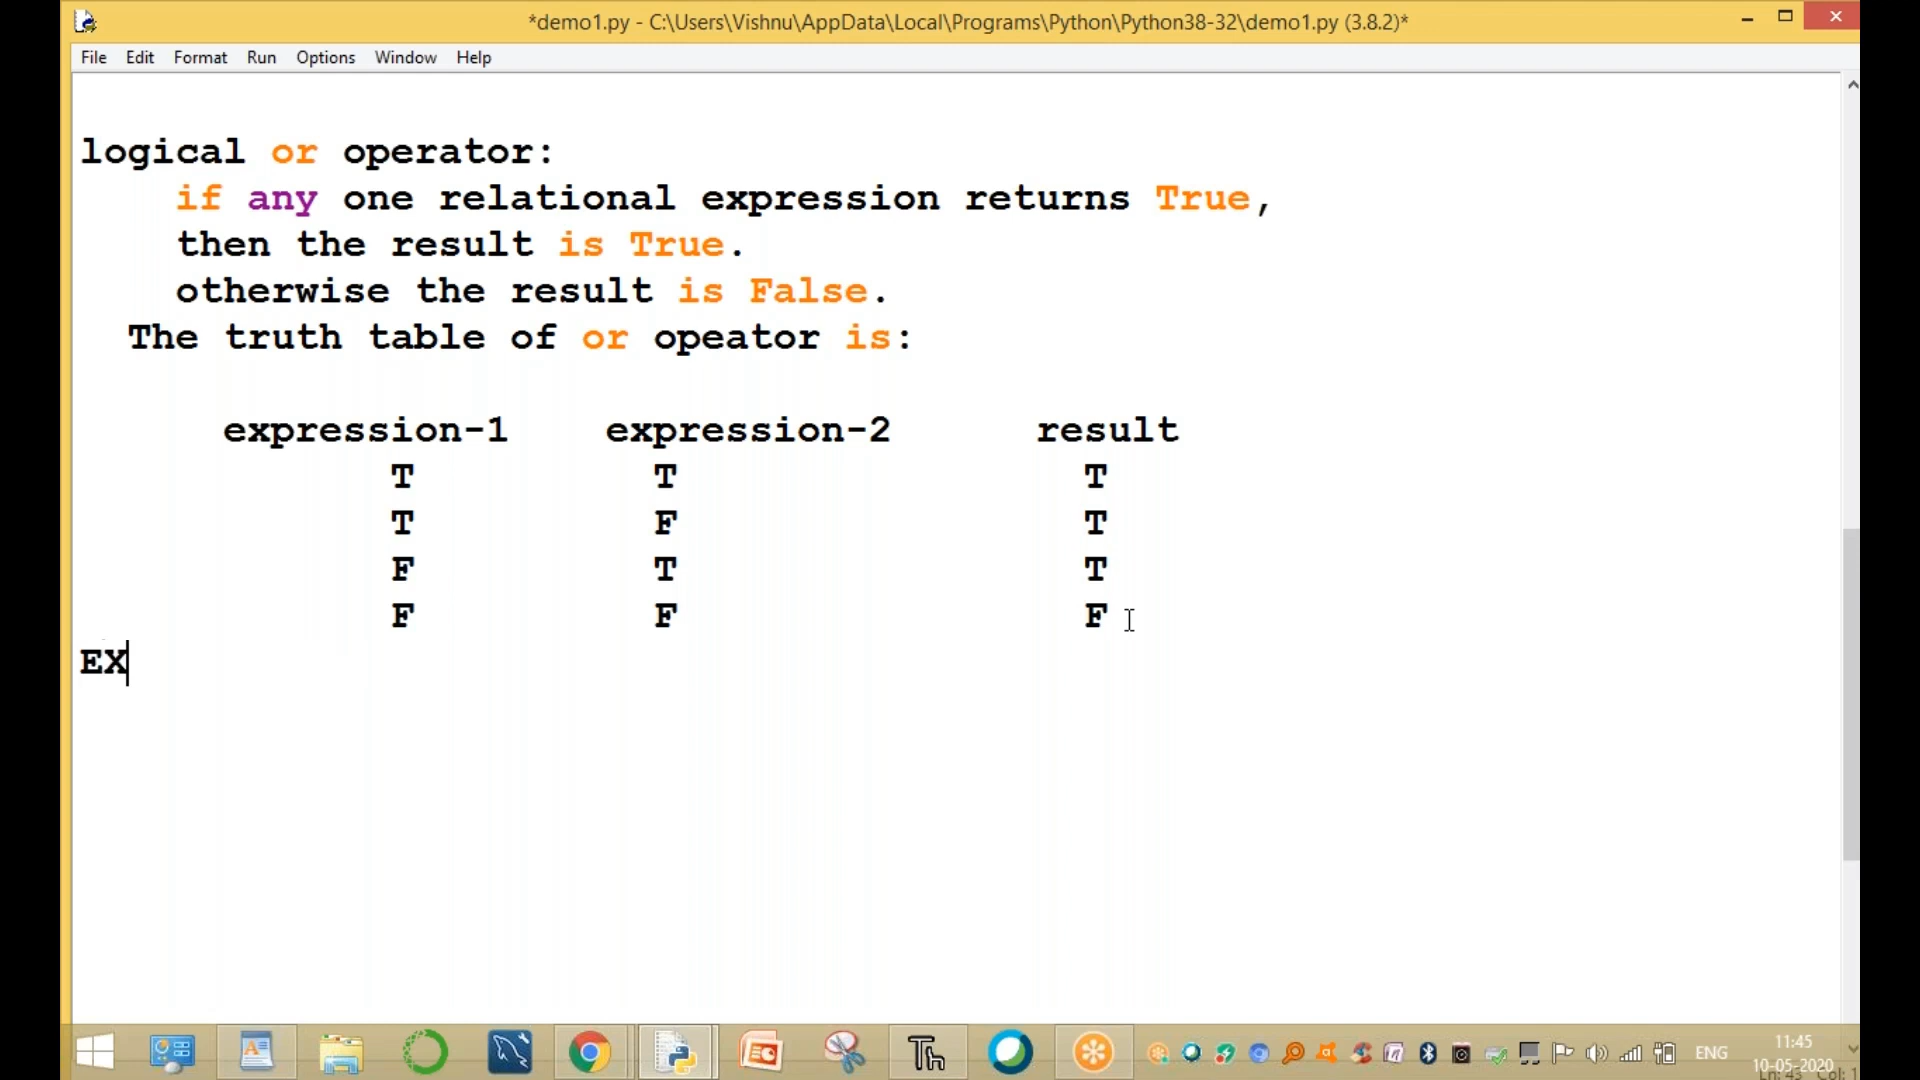 *demo1.py - C:\Users\Vishnu\AppData\Local\Programs\Python\Python38-32\demo1.py (3.8.2)*
File Edit Format Run Options Window Help
logical or operator:
if any one relational expression returns True,
then the result is True.
otherwise the result is False.
The truth table of or opeator is:
expression-1 expression-2 result
T T T
T F T
F T T
F F F
EX
ENG 11:45
10-05-2020